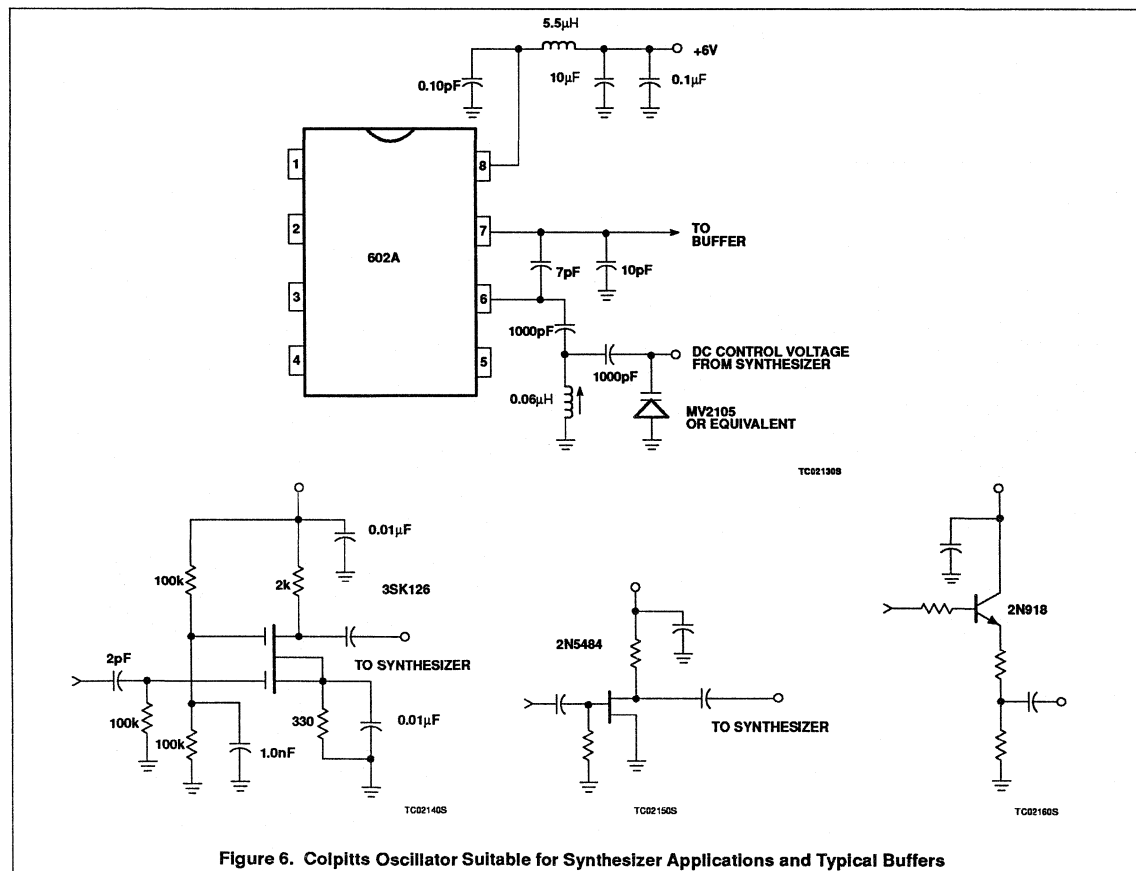 5.5μH
+6V
0.10pF
10μF
0.1μF
1
8
2
7
TO
BUFFER
602A
7pF
10pF
3
6
1000pF
4
5
DC CONTROL VOLTAGE
FROM SYNTHESIZER
1000pF
0.06μH
MV2105
OR EQUIVALENT
TC02130S
0.01μF
100k
2k
3SK126
2pF
TO SYNTHESIZER
100k
100k
1.0nF
330
0.01μF
TC02140S
2N5484
TO SYNTHESIZER
TC02150S
2N918
TC02160S
Figure 6. Colpitts Oscillator Suitable for Synthesizer Applications and Typical Buffers